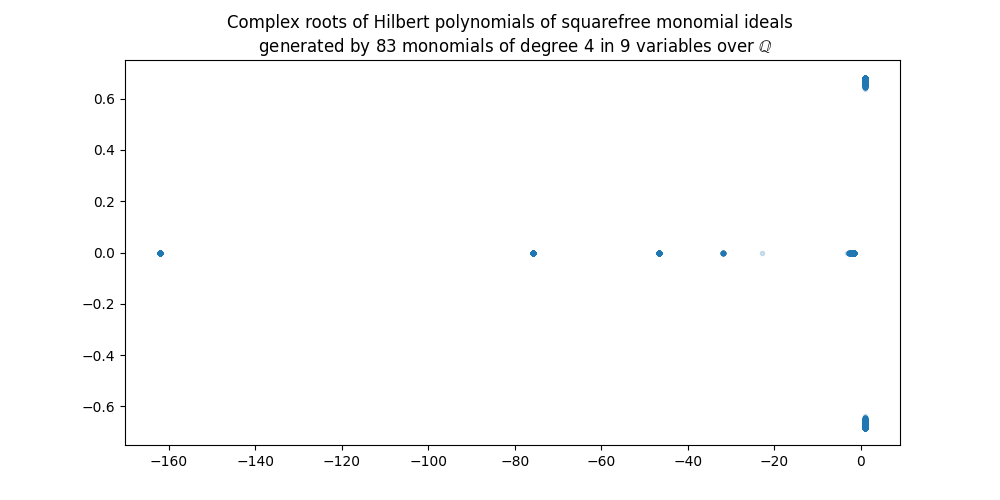 Complex roots of Hilbert polynomials of squarefree monomial ideals
generated by 83 monomials of degree 4 in 9 variables over ℚ
0.6
0.4
0.2
0.0
−0.2
−0.4
−0.6
−160 −140 −120 −100 −80 −60 −40 −20 0